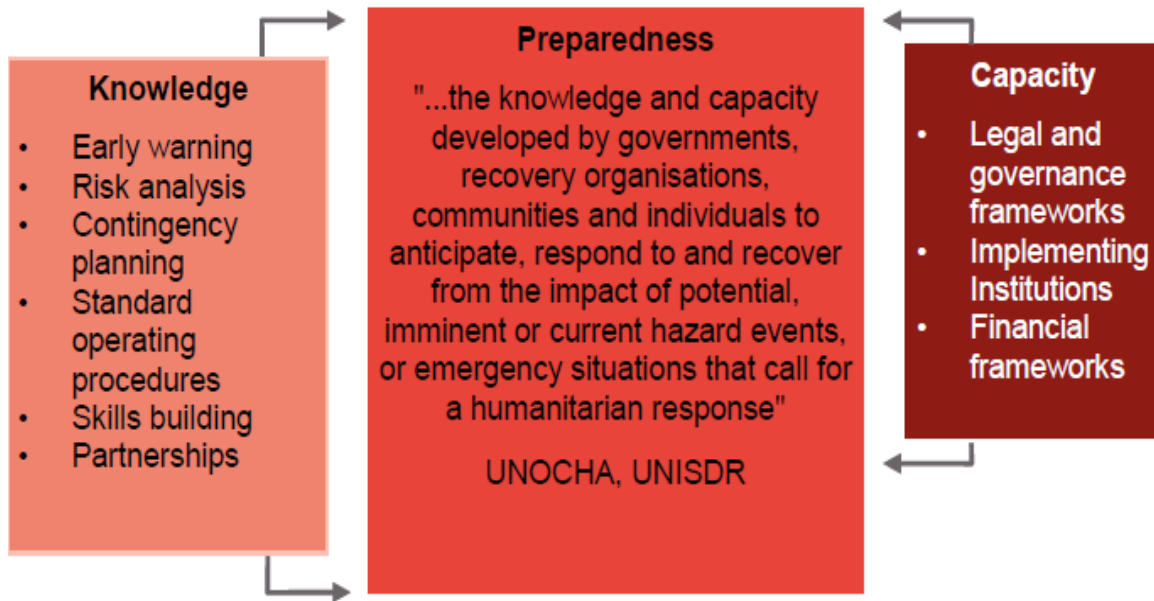 Knowledge
• Early warning
• Risk analysis
• Contingency
planning
• Standard
operating
procedures
• Skills building
• Partnerships
Preparedness
"...the knowledge and capacity
developed by governments,
recovery organisations,
communities and individuals to
anticipate, respond to and recover
from the impact of potential,
imminent or current hazard events,
or emergency situations that call for
a humanitarian response"
UNOCHA, UNISDR
Capacity
• Legal and
governance
frameworks
• Implementing
Institutions
• Financial
frameworks